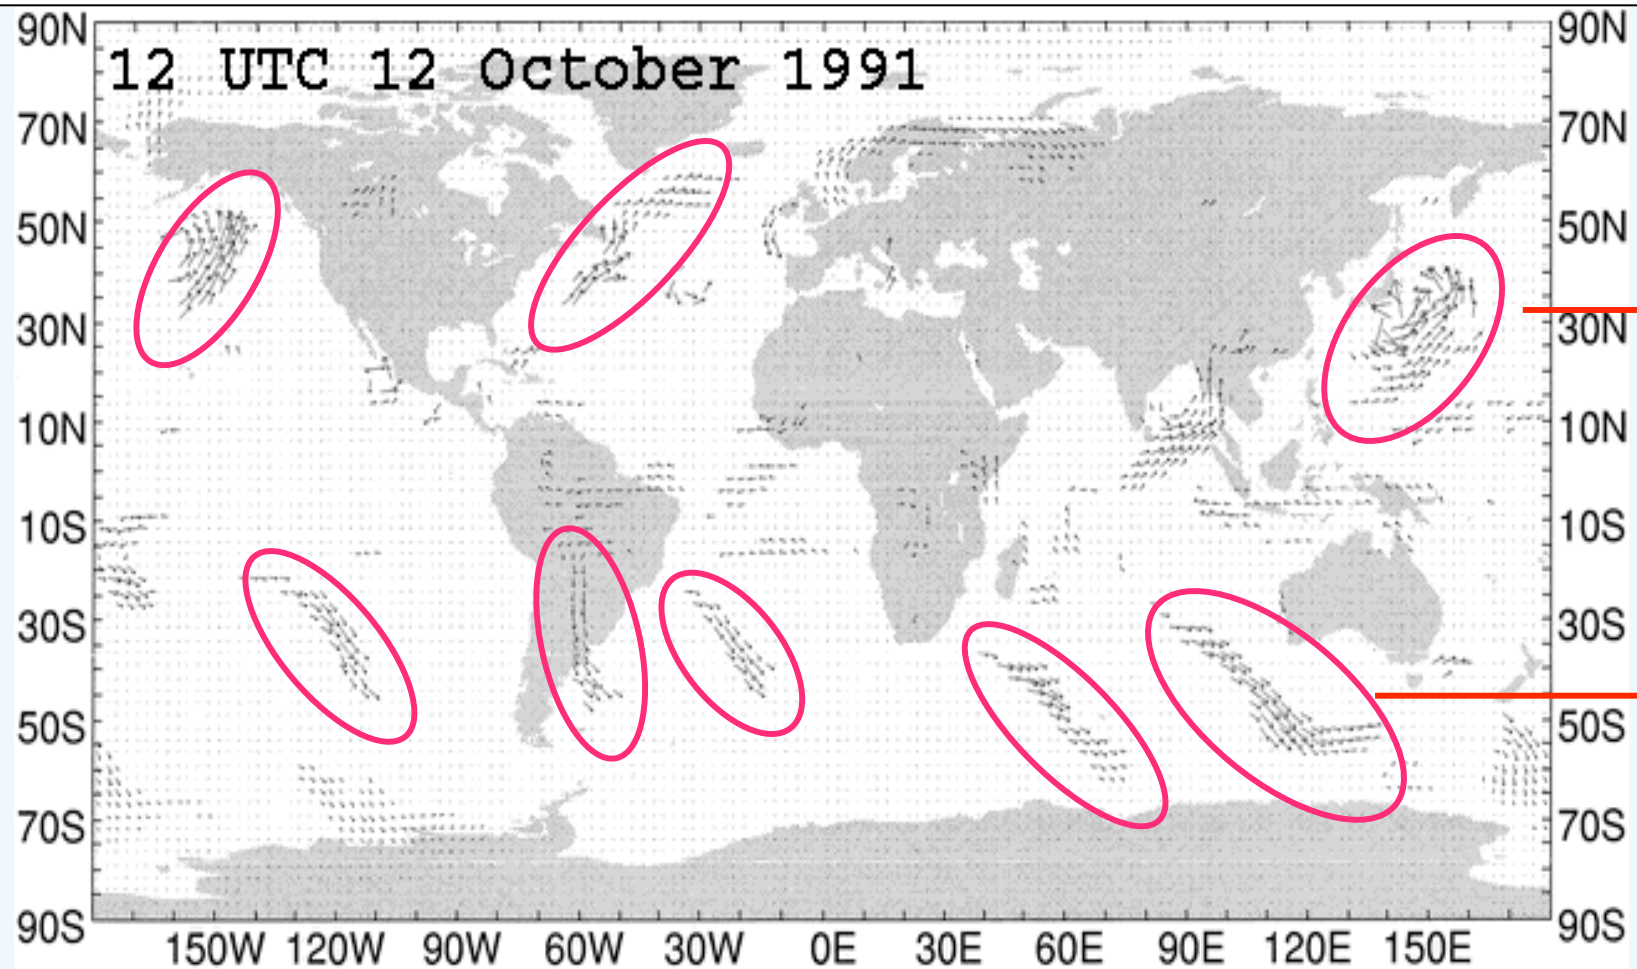 90N 90N
12 UTC 12 October 1991
70N 70N
50N 50N
30N 30N
10N 10N
10S 10S
30S 30S
50S 50S
70S 70S
90S 90S
150W 120W 90W 60W 30W 0E 30E 60E 90E 120E 150E